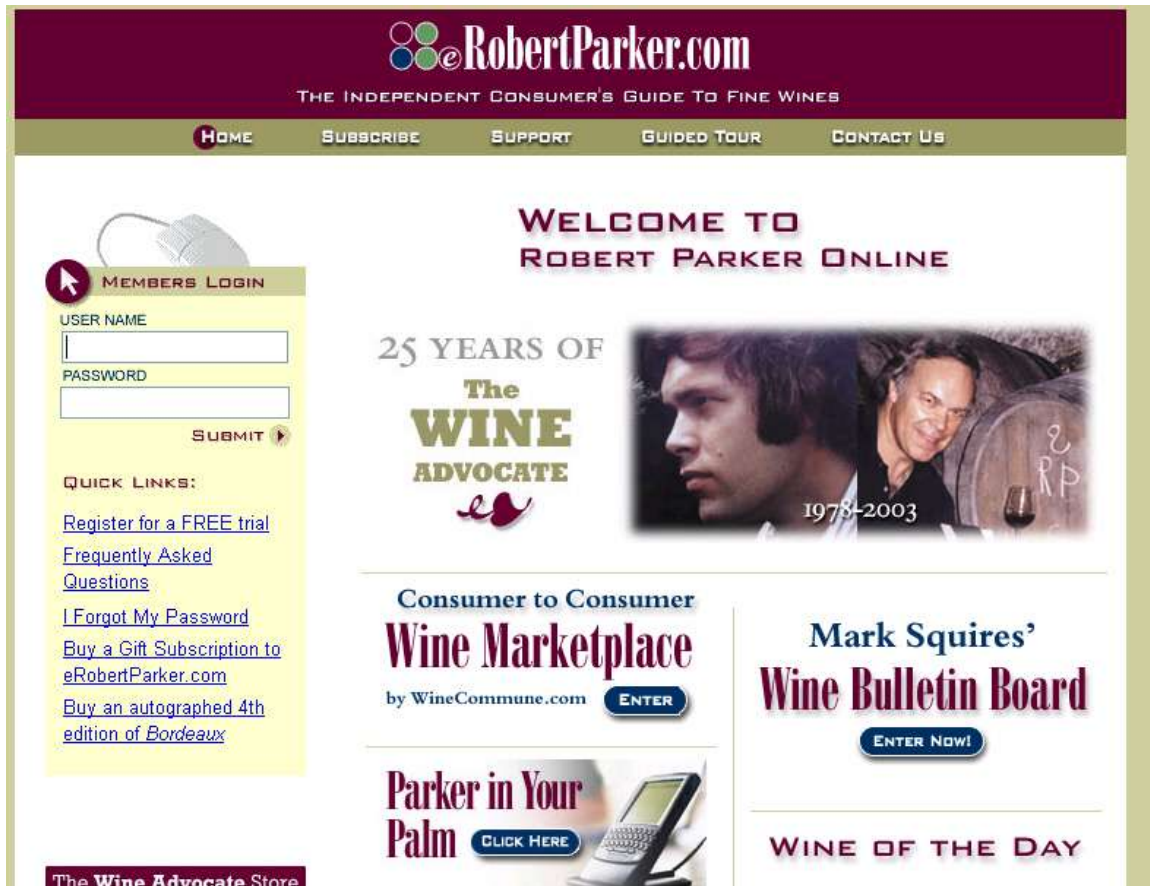 eRobertParker.com
The Independent Consumer's Guide To Fine Wines
Home Subscribe Support Guided Tour Contact Us
Welcome to
Robert Parker Online
Members Login
USER NAME
PASSWORD
Submit
Quick Links:
Register for a FREE trial
Frequently Asked
Questions
I Forgot My Password
Buy a Gift Subscription to
eRobertParker.com
Buy an autographed 4th
edition of Bordeaux
The Wine Advocate Store
25 YEARS OF
The
WINE
ADVOCATE
2
RP
1978-2003
Consumer to Consumer
Wine Marketplace
by WineCommune.com Enter
Parker in Your
Palm Click Here
Mark Squires’
Wine Bulletin Board
Enter Now!
Wine of the Day